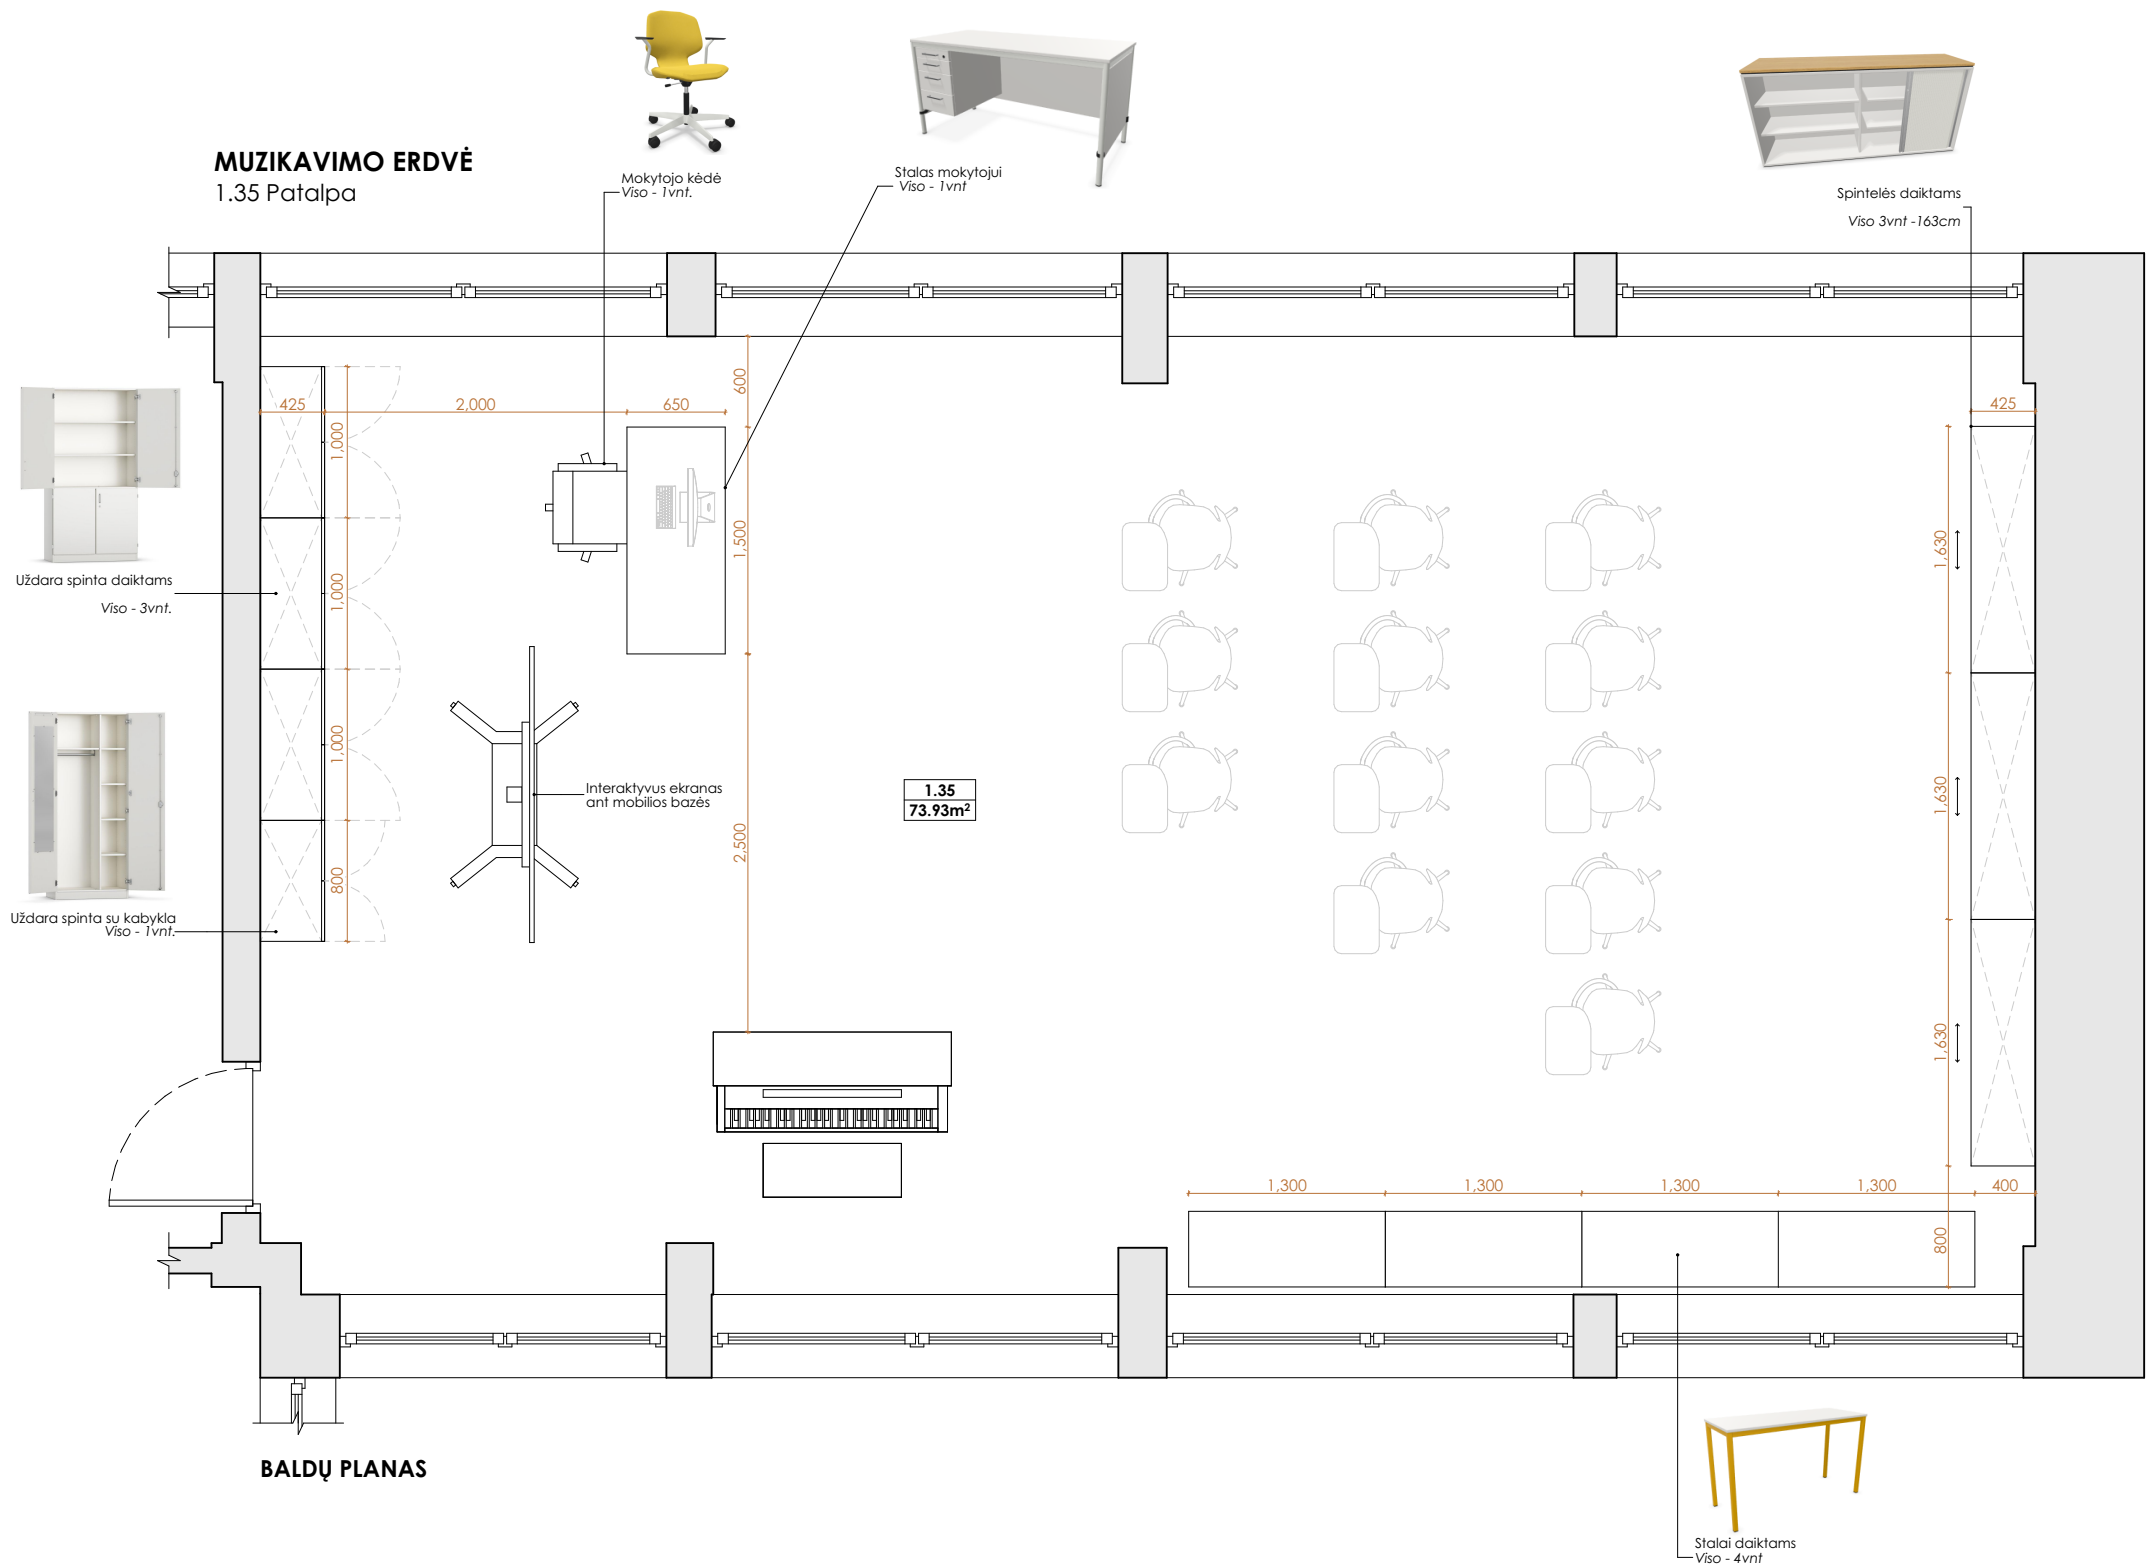 MUZIKAVIMO ERDVĖ
1.35 Patalpa
Mokytojo kėdė
Viso - 1vnt.
Stalas mokytojui
Viso - 1vnt
Spintelės daiktams
Viso 3vnt -163cm
Uždara spinta daiktams
Viso - 3vnt.
Uždara spinta su kabykla
Viso - 1vnt.
425
2,000
650
600
1,000
1,500
1,000
1,000
800
2,500
Interaktyvus ekranas
ant mobilios bazės
1.35
73.93m²
425
1,630
1,630
1,630
1,300
1,300
1,300
1,300
400
800
BALDŲ PLANAS
Stalai daiktams
Viso - 4vnt